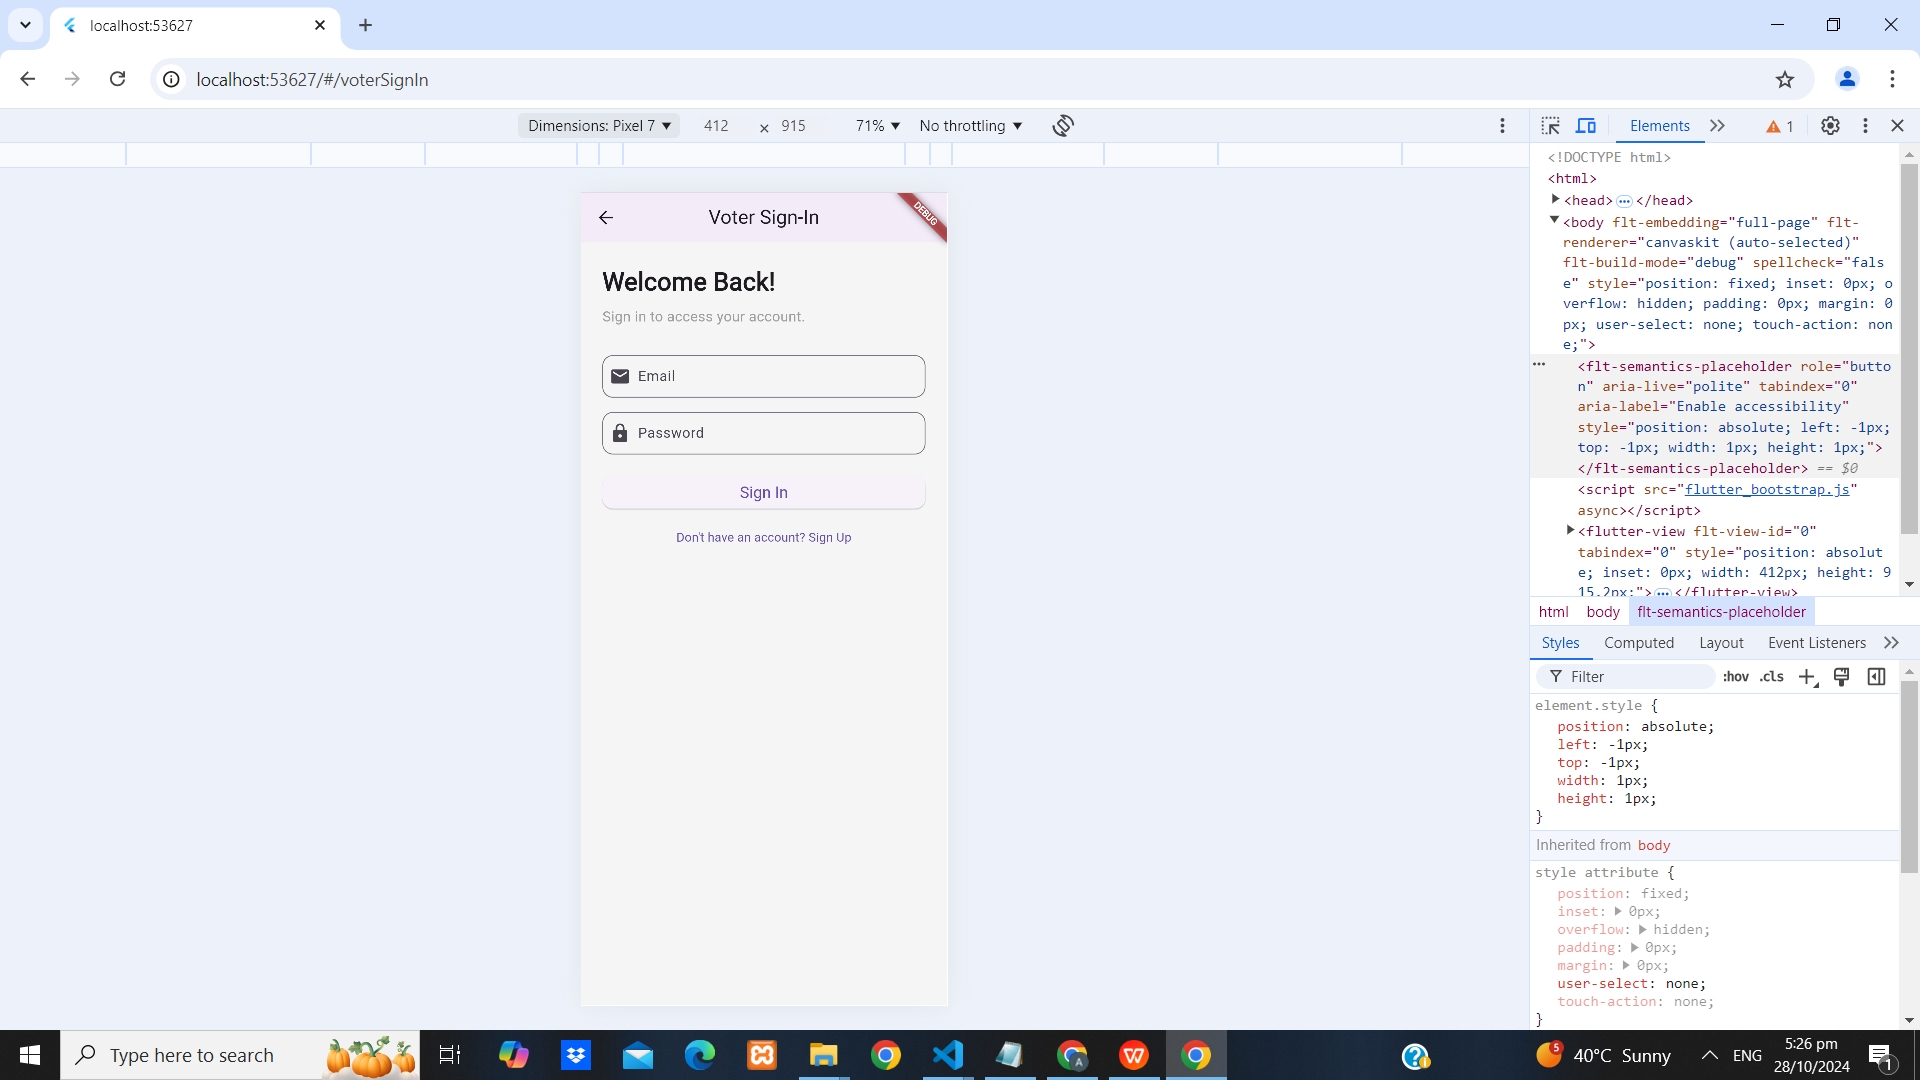 localhost:53627
localhost:53627/#/voterSignIn
Dimensions: Pixel 7 412 × 915 71% No throttling
Elements 1
Voter Sign-In
DEBUG
Welcome Back!
Sign in to access your account.
Email
Password
Sign In
Don't have an account? Sign Up
<!DOCTYPE html>
<html>
<head> ••• </head>
<body flt-embedding="full-page" flt-
renderer="canvaskit (auto-selected)"
flt-build-mode="debug" spellcheck="fals
e" style="position: fixed; inset: 0px; o
verflow: hidden; padding: 0px; margin: 0
px; user-select: none; touch-action: non
e;">
<flt-semantics-placeholder role="butto
n" aria-live="polite" tabindex="0"
aria-label="Enable accessibility"
style="position: absolute; left: -1px;
top: -1px; width: 1px; height: 1px;">
</flt-semantics-placeholder> == $0
<script src="flutter_bootstrap.js"
async></script>
<flutter-view flt-view-id="0"
tabindex="0" style="position: absolut
e; inset: 0px; width: 412px; height: 9
15.2px;"> ••• </flutter-view>
html body flt-semantics-placeholder
Styles Computed Layout Event Listeners
Filter :hov .cls
element.style {
position: absolute;
left: -1px;
top: -1px;
width: 1px;
height: 1px;
}
Inherited from body
style attribute {
position: fixed;
inset: 0px;
overflow: hidden;
padding: 0px;
margin: 0px;
user-select: none;
touch-action: none;
}
Type here to search
5
40°C Sunny
ENG
5:26 pm
28/10/2024
1